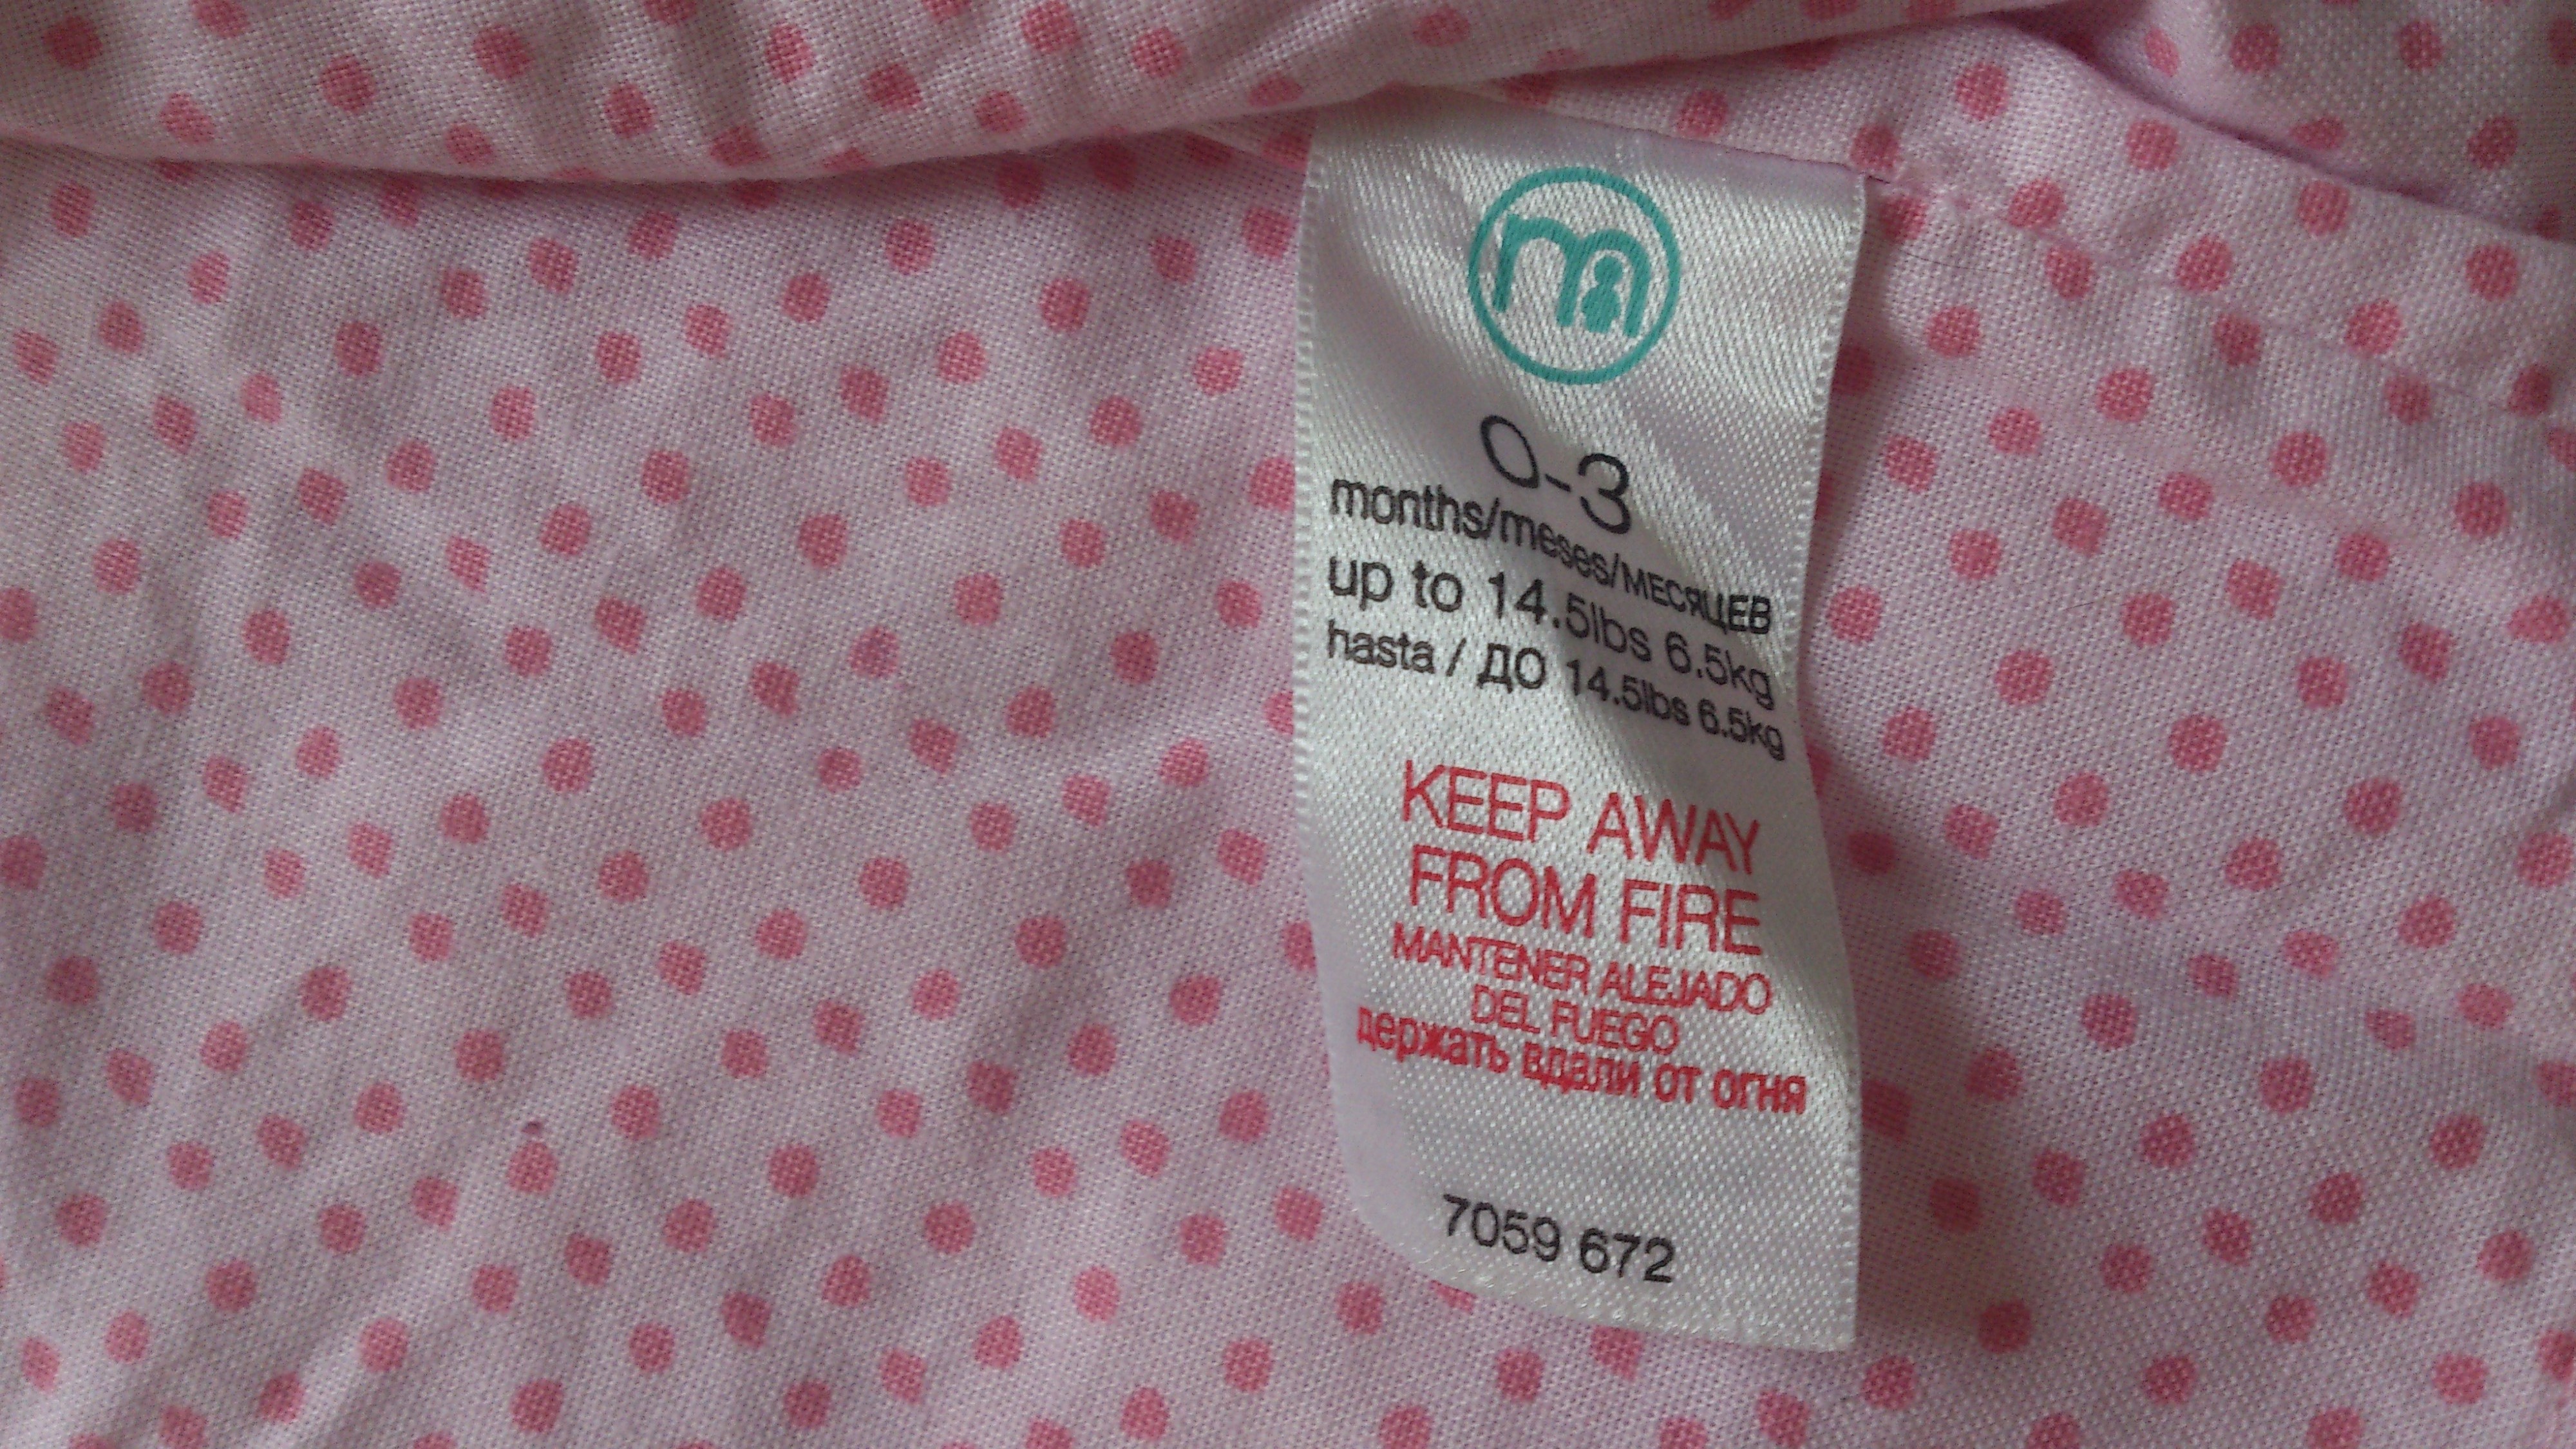 m
0-3
months/meses/МЕСЯЦЕВ
up to 14.5lbs 6.5kg
hasta / ДО 14.5lbs 6.5kg
KEEP AWAY
FROM FIRE
MANTENER ALEJADO
DEL FUEGO
держать вдали от огня
7059 672